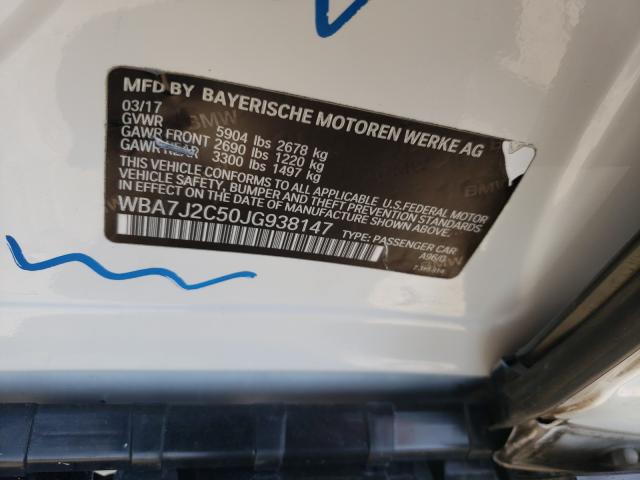 MFD BY BAYERISCHE MOTOREN WERKE AG
03/17
GVWR 5904 lbs 2678 kg
GAWR FRONT 2690 lbs 1220 kg
GAWR REAR 3300 lbs 1497 kg
THIS VEHICLE CONFORMS TO ALL APPLICABLE U.S.FEDERAL MOTOR
VEHICLE SAFETY, BUMPER AND THEFT PREVENTION STANDARDS
IN EFFECT ON THE DATE OF MANUFACTURE SHOWN ABOVE.
WBA7J2C50JG938147 TYPE: PASSENGER CAR